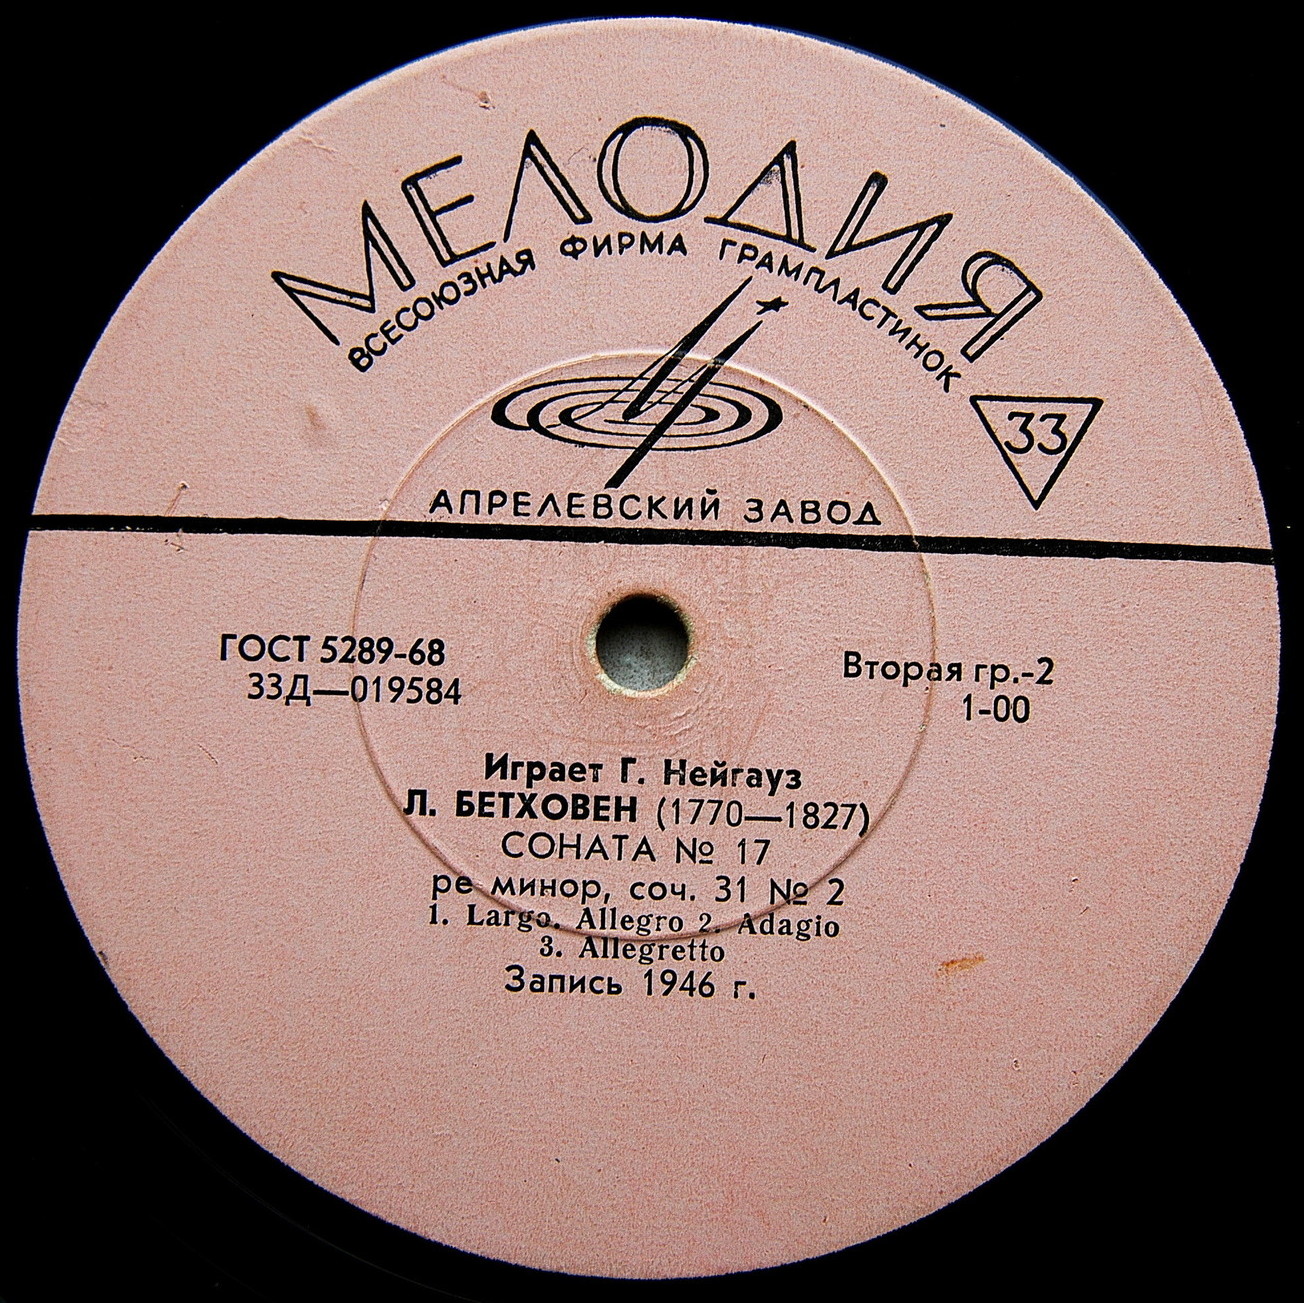 МЕЛОДИЯ
ВСЕСОЮЗНАЯ ФИРМА ГРАМПЛАСТИНОК
33
АПРЕЛЕВСКИЙ ЗАВОД
ГОСТ 5289-68
33Д—019584
Вторая гр.-2
1-00
Играет Г. Нейгауз
Л. БЕТХОВЕН (1770—1827)
СОНАТА № 17
ре минор, соч. 31 № 2
1. Largo. Allegro 2. Adagio
3. Allegretto
Запись 1946 г.